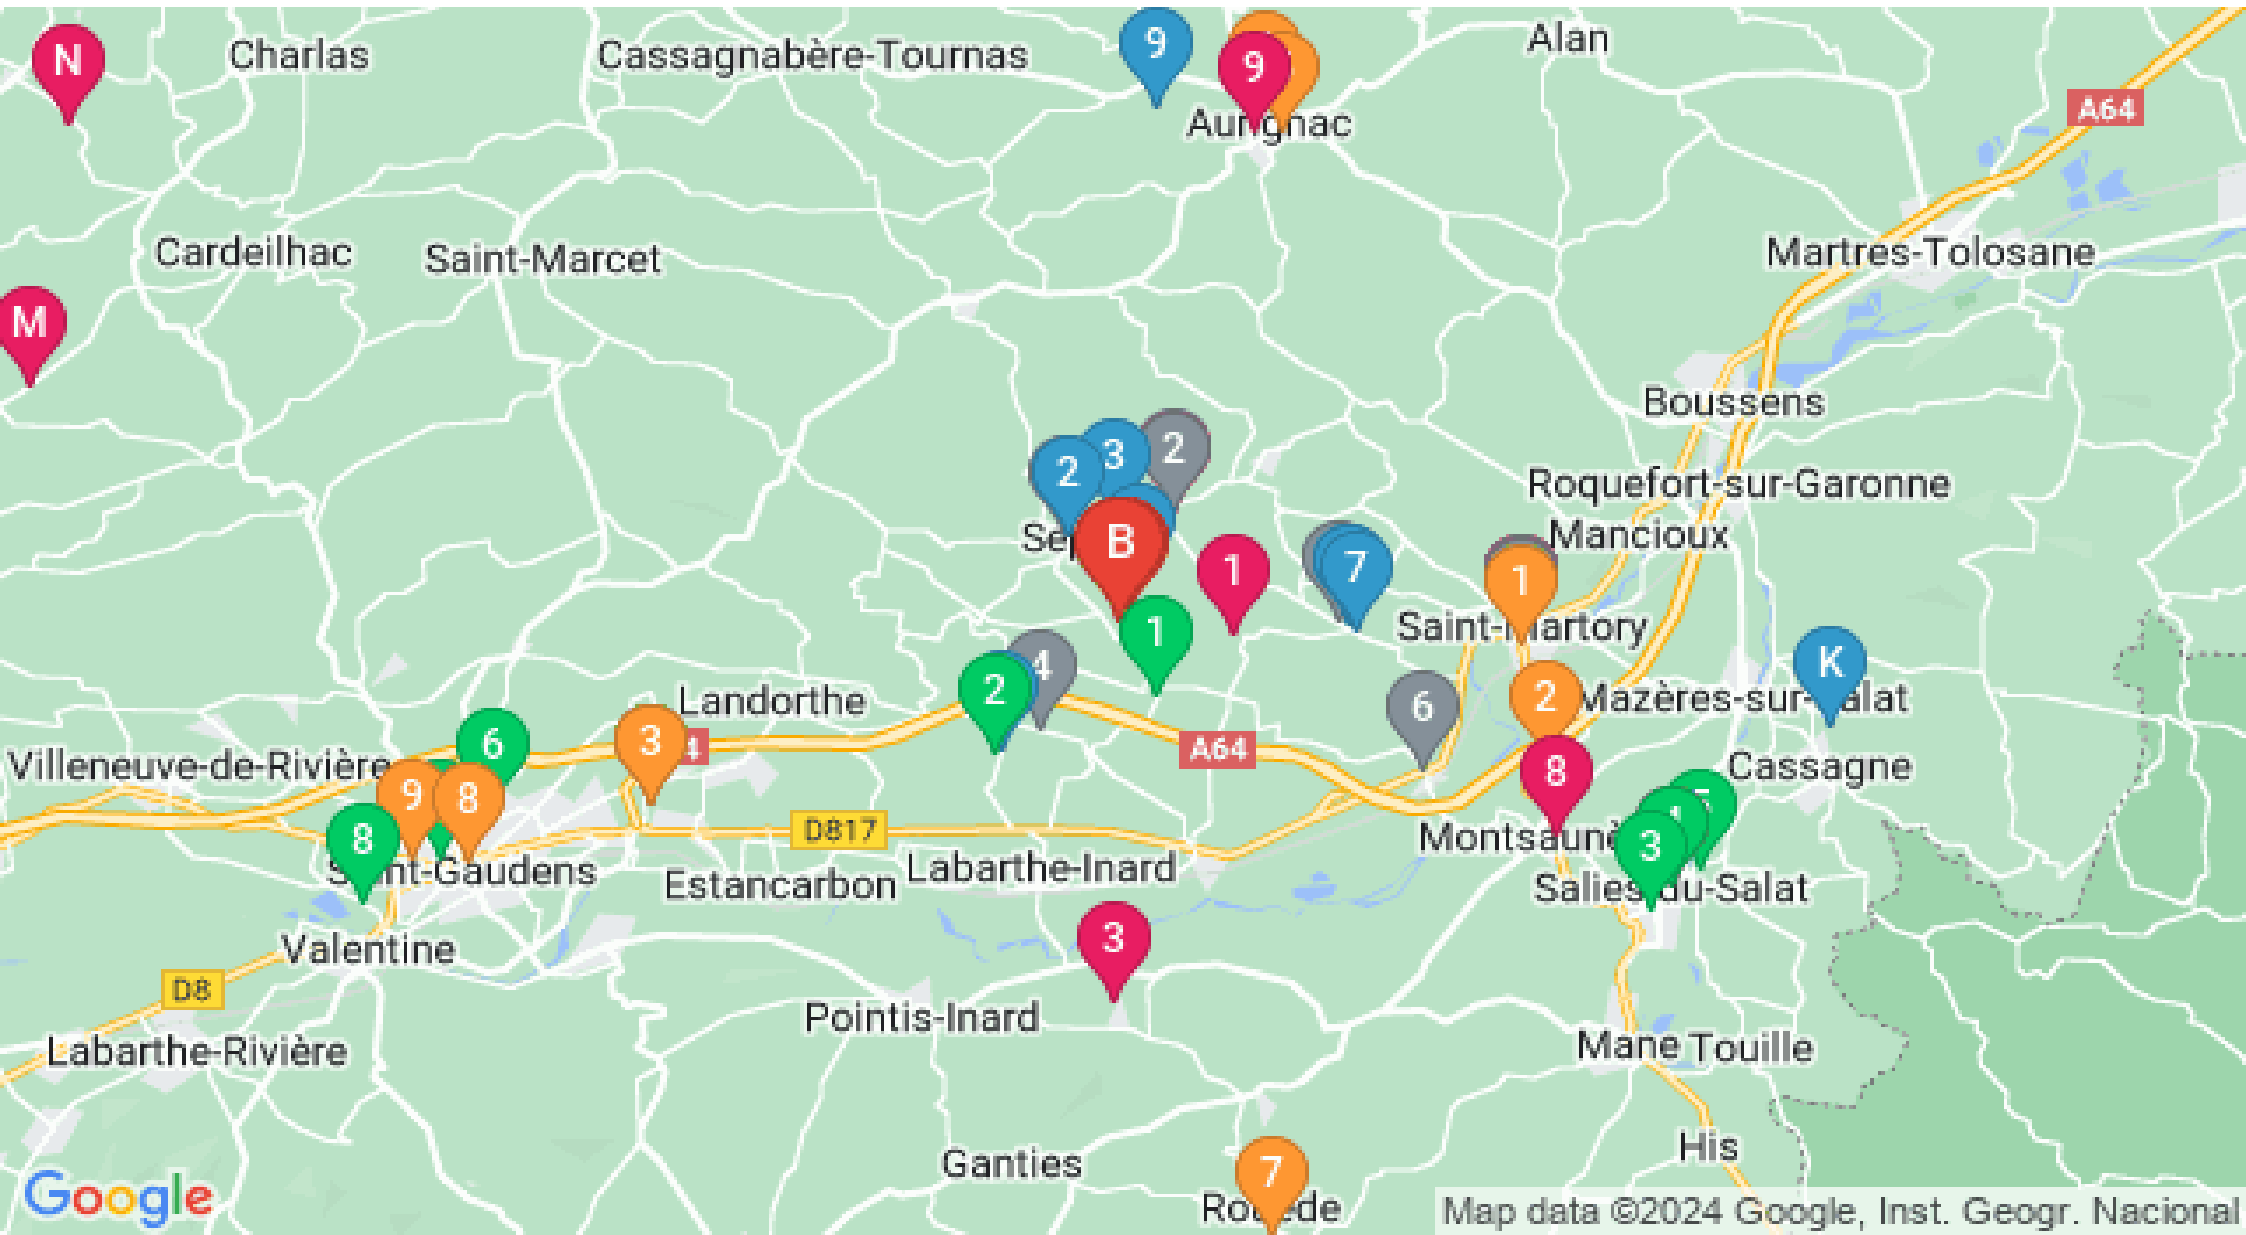 N
Charlas
Cassagnabère-Tournas
9
9
Alan
A64
Cardeilhac
Saint-Marcet
Martres-Tolosane
M
Boussens
2
3
2
Roquefort-sur-Garonne
B
1
7
1
Mancioux
1
Saint-Martory
K
2
4
Landorthe
6
2
6
3
4
A64
Villeneuve-de-Rivière
9
8
8
Cassagne
D817
8
3
Labarthe-Inard
Estancarbon
Valentine
3
D8
Pointis-Inard
Labarthe-Rivière
Mane
Touille
Ganties
His
7
Google
Map data ©2024 Google, Inst. Geogr. Nacional